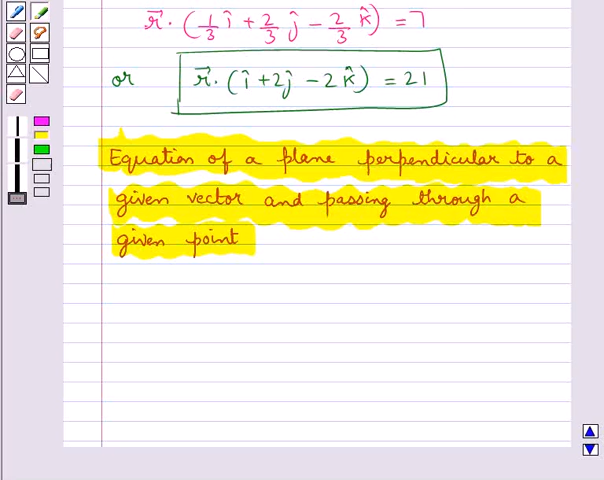 r⃗ · (1/3 î + 2/3 ĵ − 2/3 k̂) = 7
or r⃗ · (î + 2ĵ − 2k̂) = 21
Equation of a plane perpendicular to a
given vector and passing through a
given point